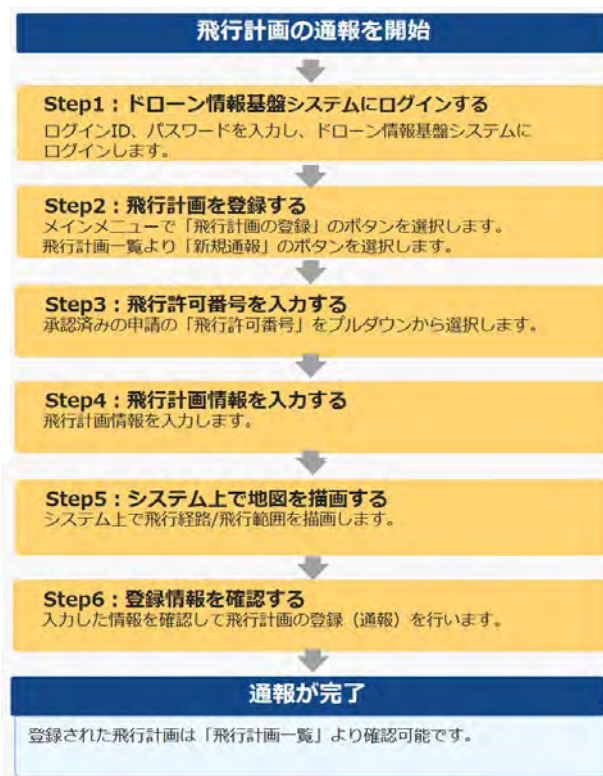 飛行計画の通報を開始
Step1：ドローン情報基盤システムにログインする
ログインID、パスワードを入力し、ドローン情報基盤システムに
ログインします。
Step2：飛行計画を登録する
メインメニューで「飛行計画の登録」のボタンを選択します。
飛行計画一覧より「新規通報」のボタンを選択します。
Step3：飛行許可番号を入力する
承認済みの申請の「飛行許可番号」をプルダウンから選択します。
Step4：飛行計画情報を入力する
飛行計画情報を入力します。
Step5：システム上で地図を描画する
システム上で飛行経路/飛行範囲を描画します。
Step6：登録情報を確認する
入力した情報を確認して飛行計画の登録（通報）を行います。
通報が完了
登録された飛行計画は「飛行計画一覧」より確認可能です。